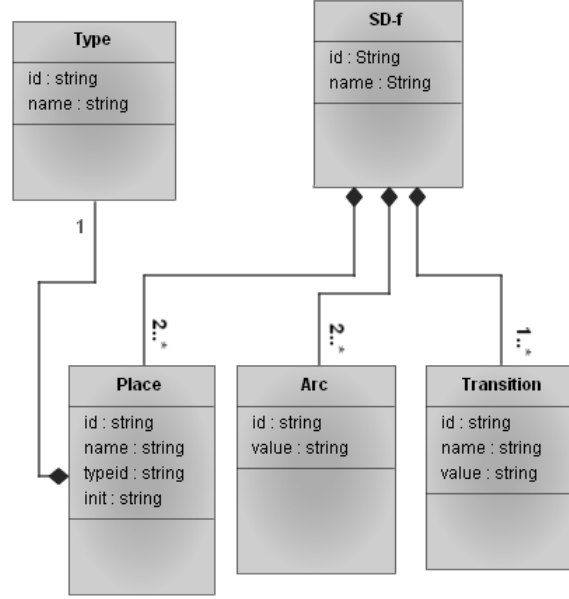 Type
id : string
name : string
SD-f
id : String
name : String
1
2...*
2...*
1..*
Place
id : string
name : string
typeid : string
init : string
Arc
id : string
value : string
Transition
id : string
name : string
value : string